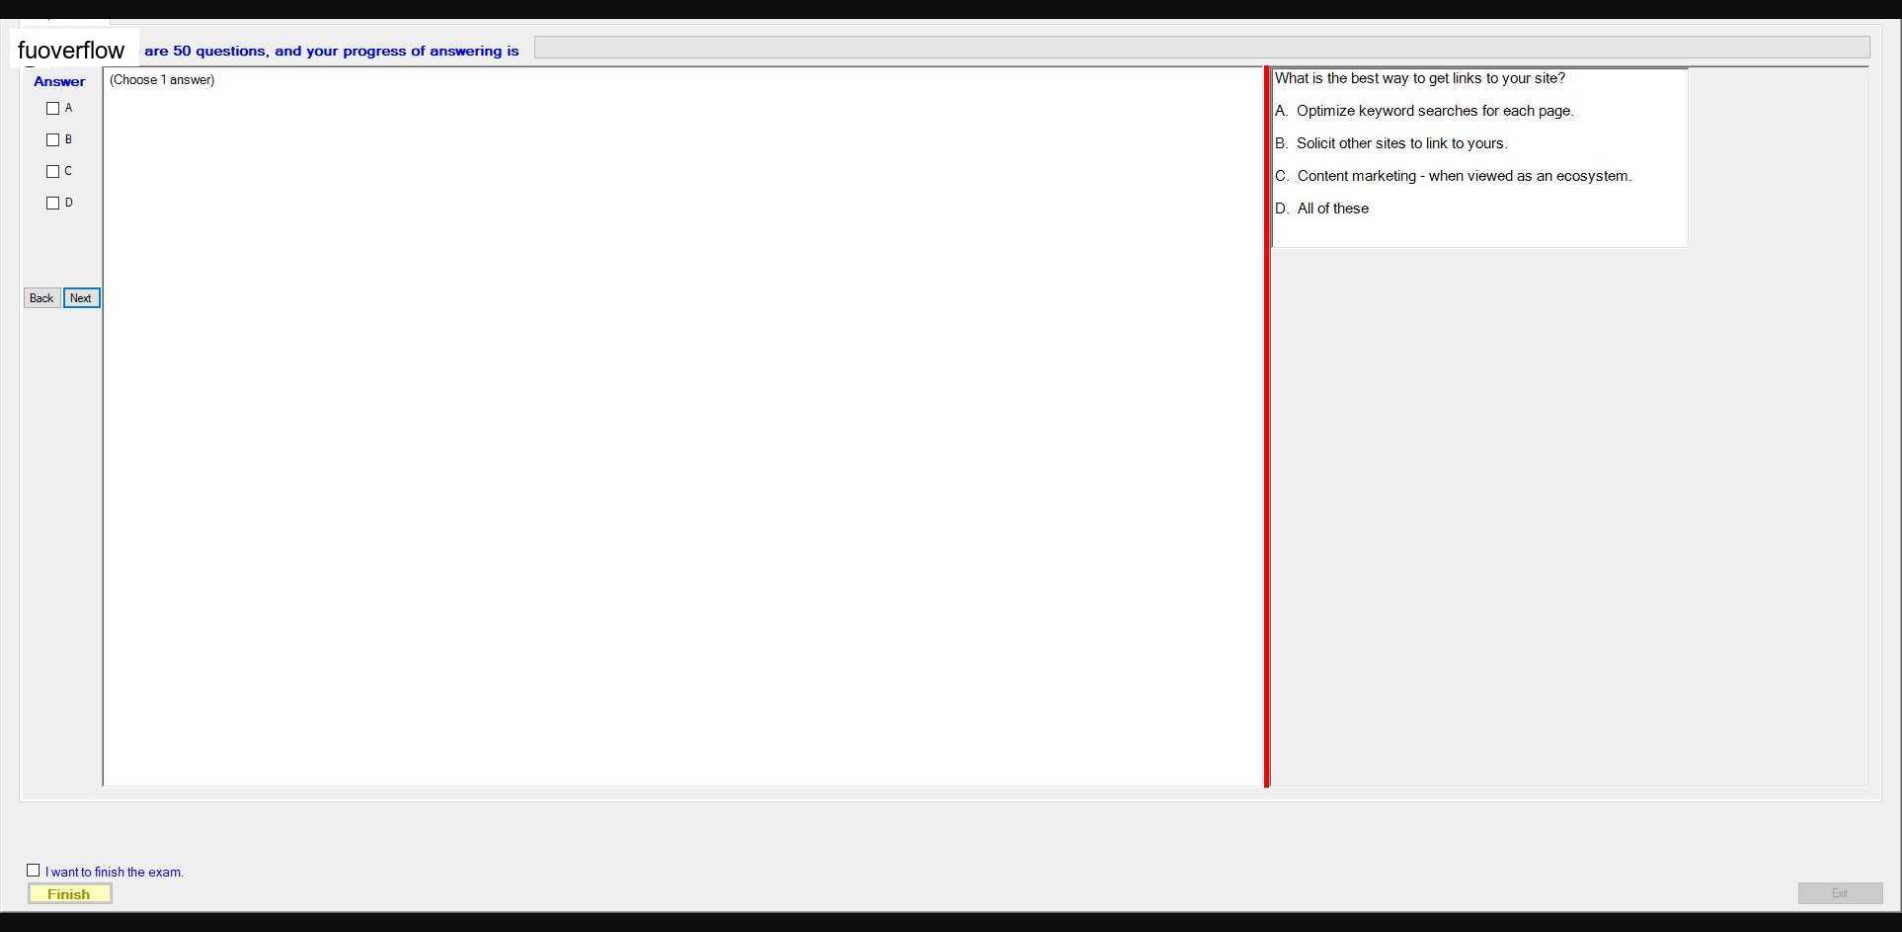 fuoverflow are 50 questions, and your progress of answering is
Answer
(Choose 1 answer)
A
B
C
D
Back Next
What is the best way to get links to your site?
A. Optimize keyword searches for each page.
B. Solicit other sites to link to yours.
C. Content marketing - when viewed as an ecosystem.
D. All of these
I want to finish the exam.
Finish
Exit